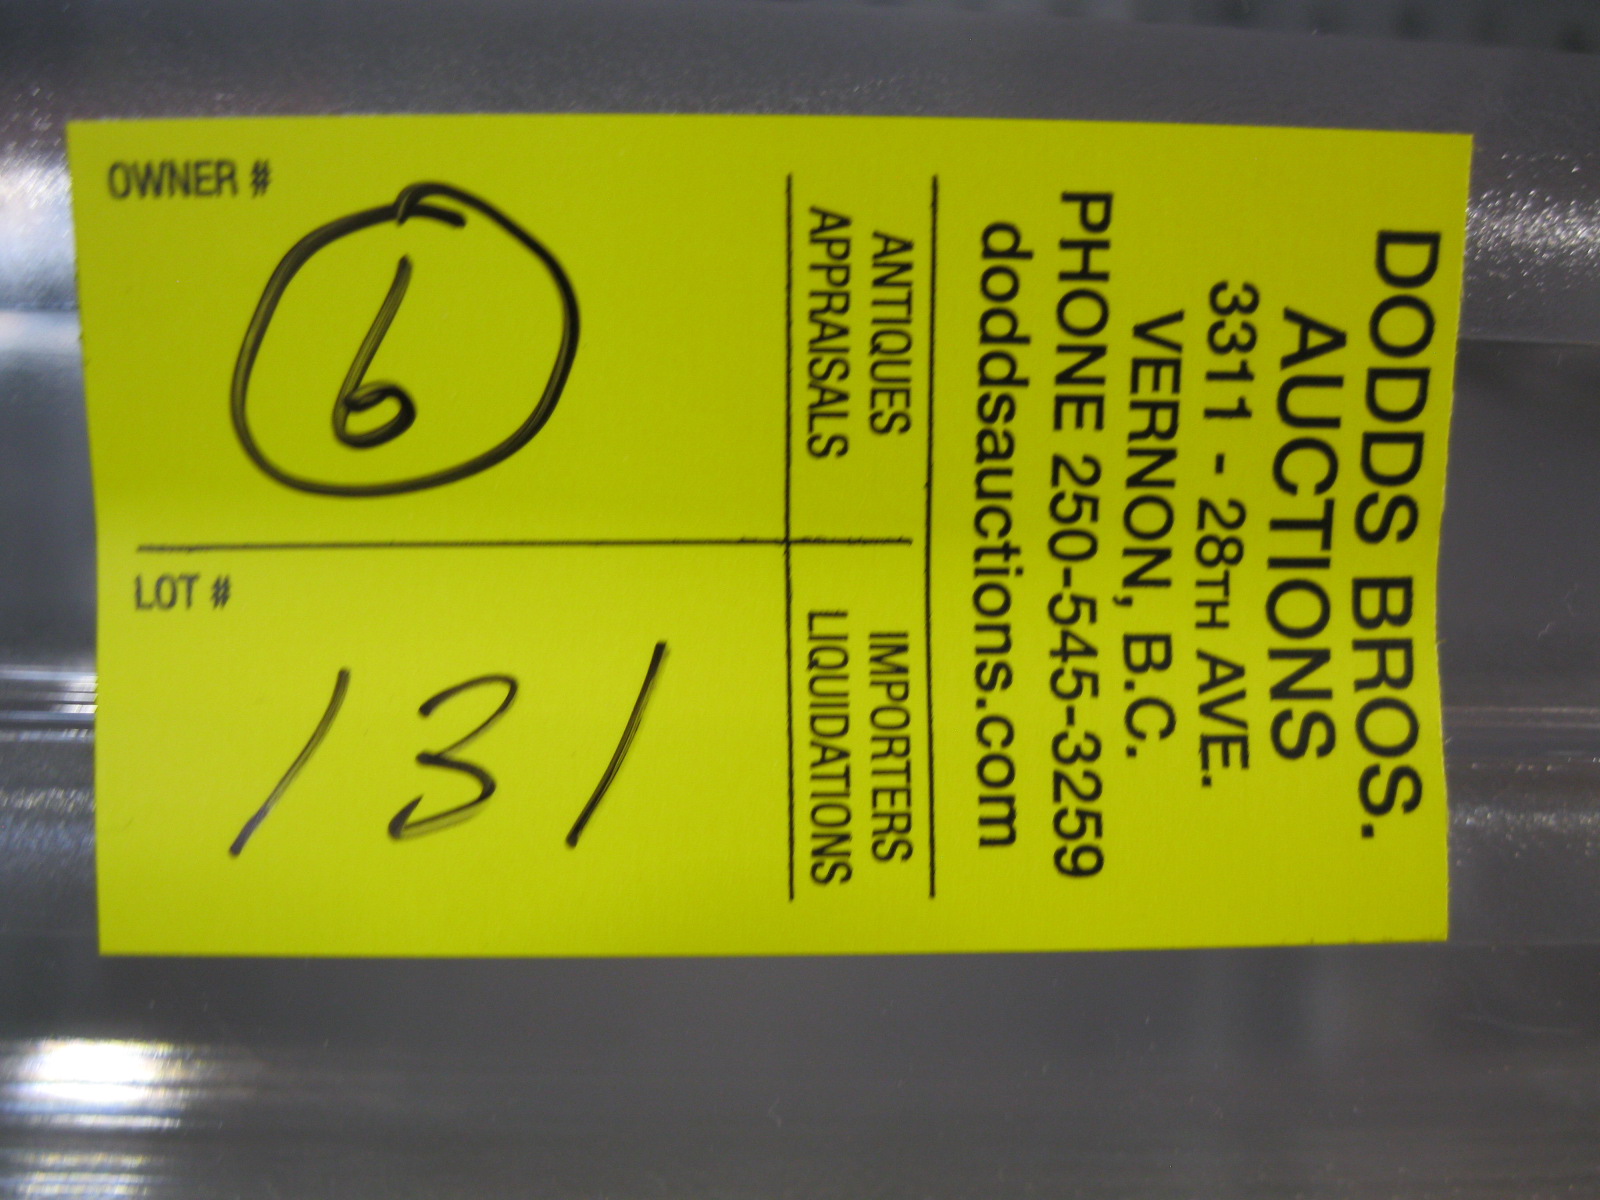 DODDS BROS.
AUCTIONS
3311 - 28TH AVE.
VERNON, B.C.
PHONE 250-545-3259
doddsauctions.com
ANTIQUES
APPRAISALS
IMPORTERS
LIQUIDATIONS
OWNER #
6
LOT #
131